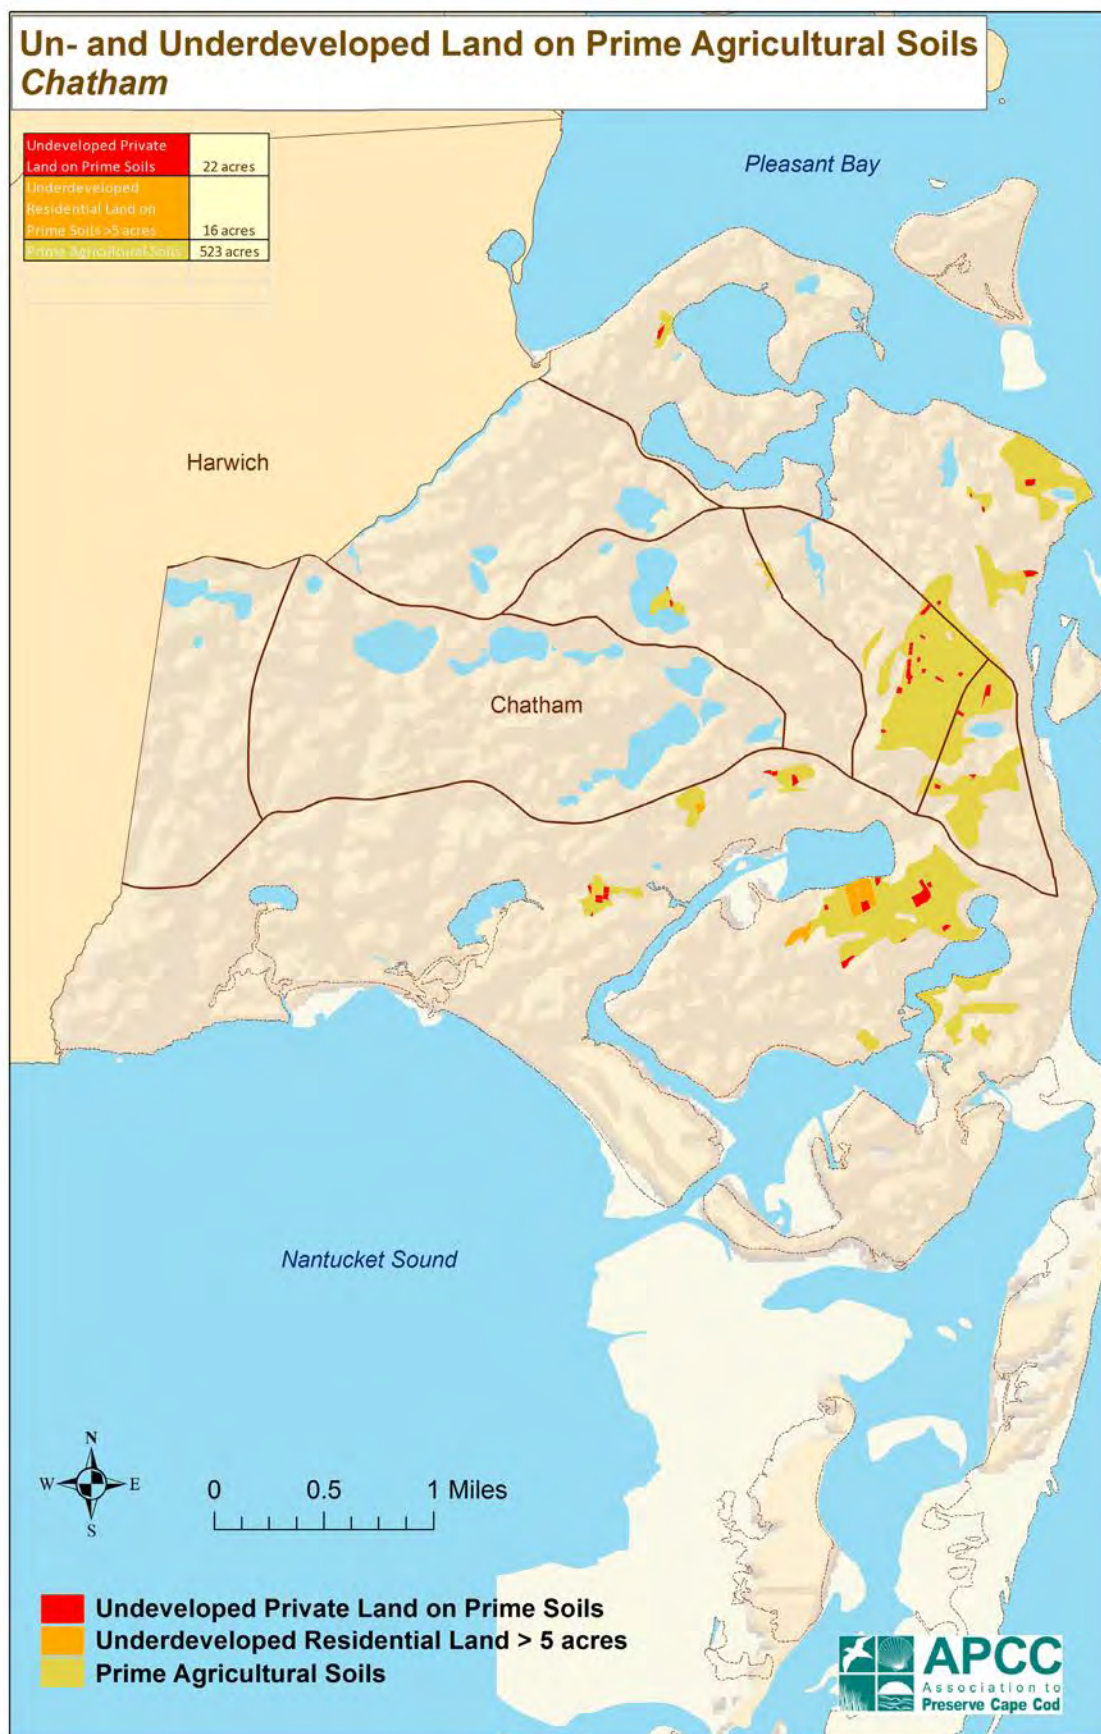 Un- and Underdeveloped Land on Prime Agricultural Soils
Chatham
Undeveloped Private
Land on Prime Soils 22 acres
Underdeveloped
Residential Land on
Prime Soils >5 acres 16 acres
Prime Agricultural Soils 523 acres
Pleasant Bay
Harwich
Chatham
Nantucket Sound
N
W E
S
0 0.5 1 Miles
Undeveloped Private Land on Prime Soils
Underdeveloped Residential Land > 5 acres
Prime Agricultural Soils
APCC
Association to
Preserve Cape Cod